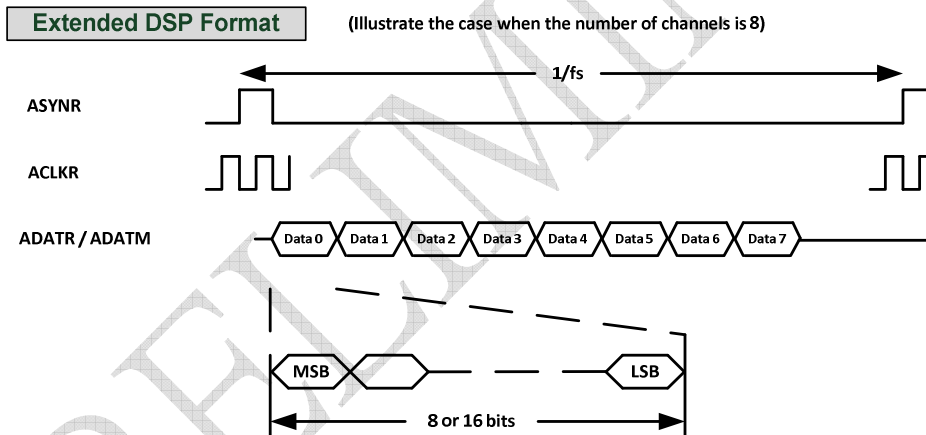 Extended DSP Format
(Illustrate the case when the number of channels is 8)
1/fs
ASYNR
ACLKR
ADATR / ADATM
Data 0 Data 1 Data 2 Data 3 Data 4 Data 5 Data 6 Data 7
MSB LSB
8 or 16 bits